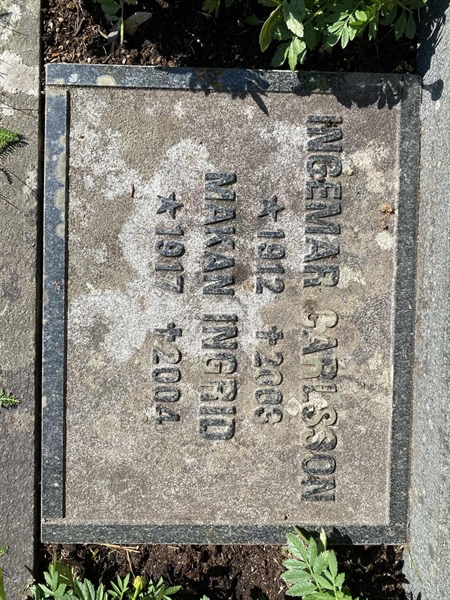 INGEMAR CARLSSON
★ 1912 ✝ 2003
MAKAN INGRID
★ 1917 ✝ 2004